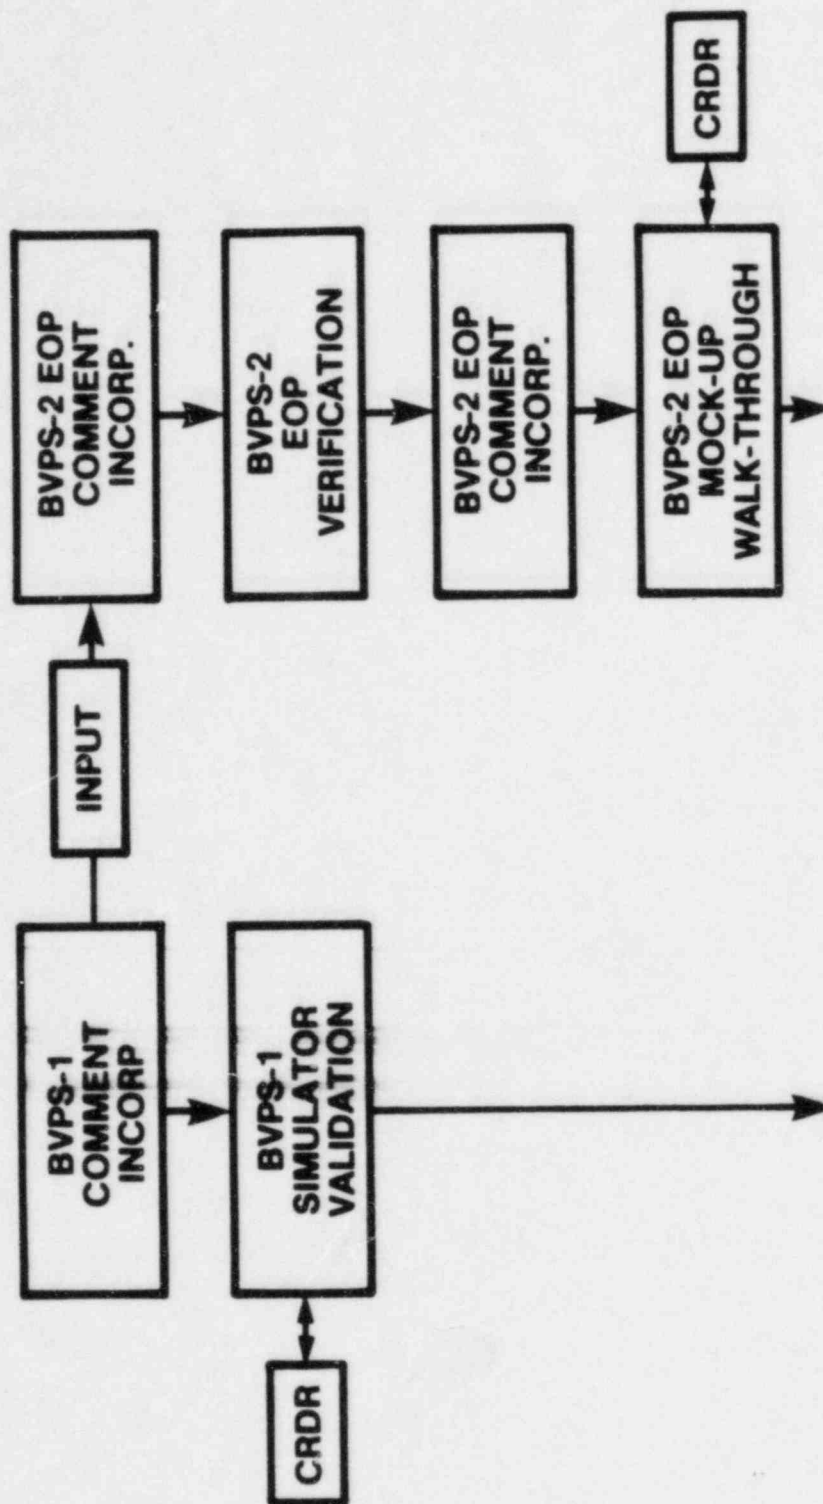 BVPS-1
COMMENT
INCORP
INPUT
BVPS-2 EOP
COMMENT
INCORP.
CRDR
BVPS-1
SIMULATOR
VALIDATION
BVPS-2
EOP
VERIFICATION
BVPS-2 EOP
COMMENT
INCORP.
BVPS-2 EOP
MOCK-UP
WALK-THROUGH
CRDR